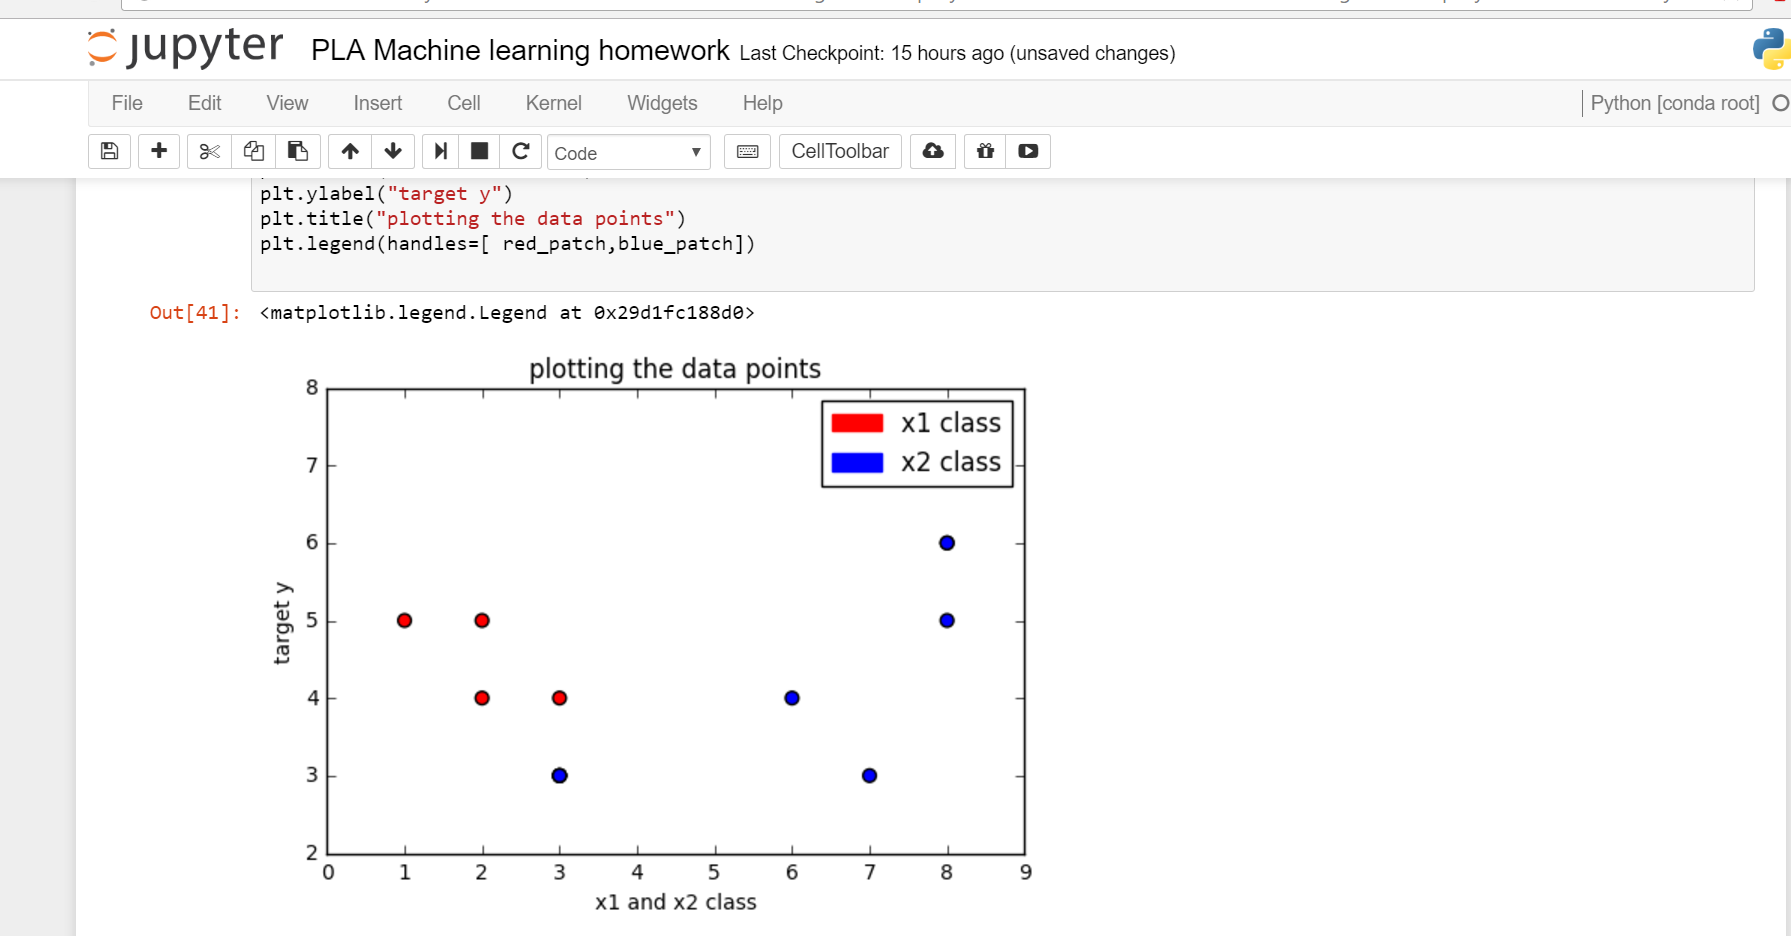 jupyter PLA Machine learning homework Last Checkpoint: 15 hours ago (unsaved changes)
File Edit View Insert Cell Kernel Widgets Help Python [conda root]
Code CellToolbar
plt.ylabel("target y")
plt.title("plotting the data points")
plt.legend(handles=[ red_patch,blue_patch])
Out[41]: <matplotlib.legend.Legend at 0x29d1fc188d0>
plotting the data points
x1 class
x2 class
8
7
6
5
4
3
2
target y
0 1 2 3 4 5 6 7 8 9
x1 and x2 class